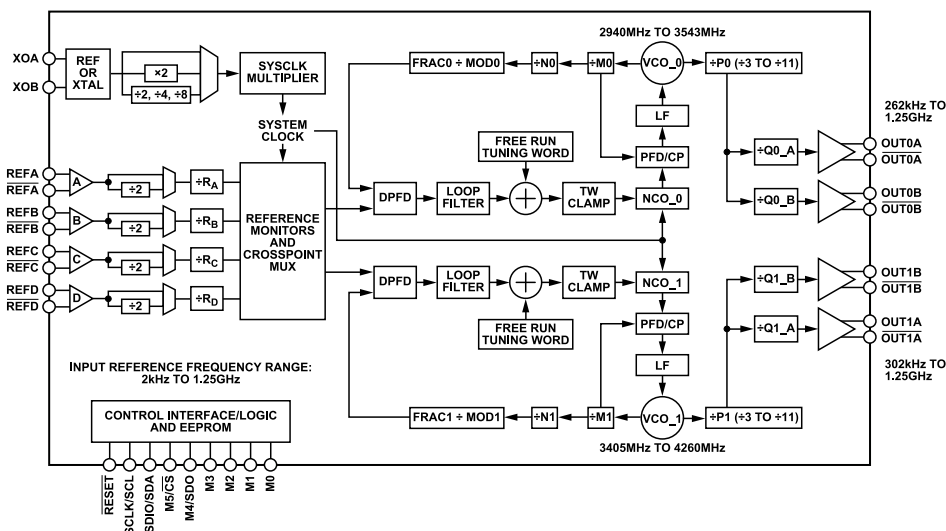 2940MHz TO 3543MHz
XOA
XOB
REF
OR
XTAL
×2
÷2, ÷4, ÷8
SYSCLK
MULTIPLIER
SYSTEM
CLOCK
FRAC0 ÷ MOD0
÷N0
÷M0
VCO_0
÷P0 (÷3 TO ÷11)
LF
262kHz TO
1.25GHz
FREE RUN
TUNING WORD
PFD/CP
÷Q0_A
OUT0A
OUT0A
REFA
REFA
A
÷2
÷RA
DPFD
LOOP
FILTER
TW
CLAMP
NCO_0
÷Q0_B
OUT0B
OUT0B
REFB
REFB
B
÷2
÷RB
REFERENCE
MONITORS
AND
CROSSPOINT
MUX
REFC
REFC
C
÷2
÷RC
REFD
REFD
D
÷2
÷RD
DPFD
LOOP
FILTER
TW
CLAMP
NCO_1
÷Q1_B
OUT1B
OUT1B
FREE RUN
TUNING WORD
PFD/CP
÷Q1_A
OUT1A
OUT1A
INPUT REFERENCE FREQUENCY RANGE:
2kHz TO 1.25GHz
LF
302kHz TO
1.25GHz
CONTROL INTERFACE/LOGIC
AND EEPROM
FRAC1 ÷ MOD1
÷N1
÷M1
VCO_1
÷P1 (÷3 TO ÷11)
3405MHz TO 4260MHz
RESET
SCLK/SCL
SDIO/SDA
M5/CS
M4/SDO
M3
M2
M1
M0